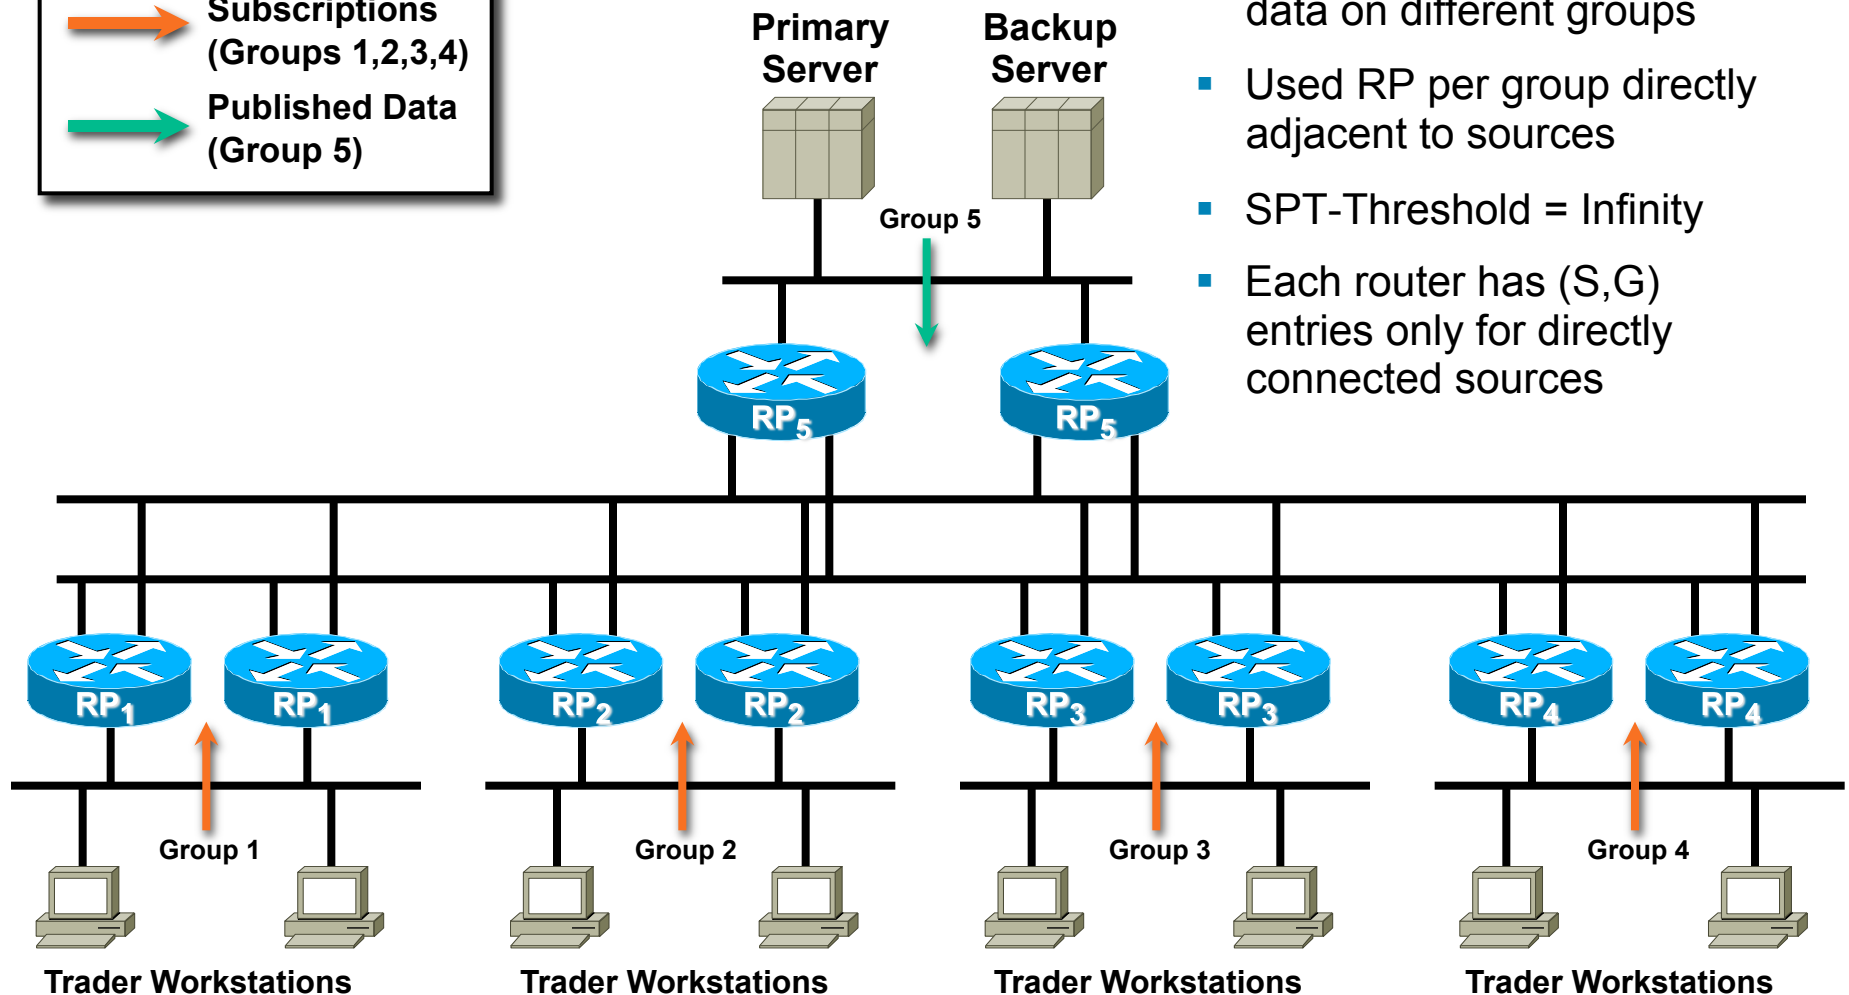 Subscriptions
(Groups 1,2,3,4)
Published Data
(Group 5)
Primary
Server
Backup
Server
data on different groups
▪ Used RP per group directly
adjacent to sources
▪ SPT-Threshold = Infinity
▪ Each router has (S,G)
entries only for directly
connected sources
Group 5
RP5 RP5
RP1 RP1 RP2 RP2 RP3 RP3 RP4 RP4
Group 1 Group 2 Group 3 Group 4
Trader Workstations Trader Workstations Trader Workstations Trader Workstations